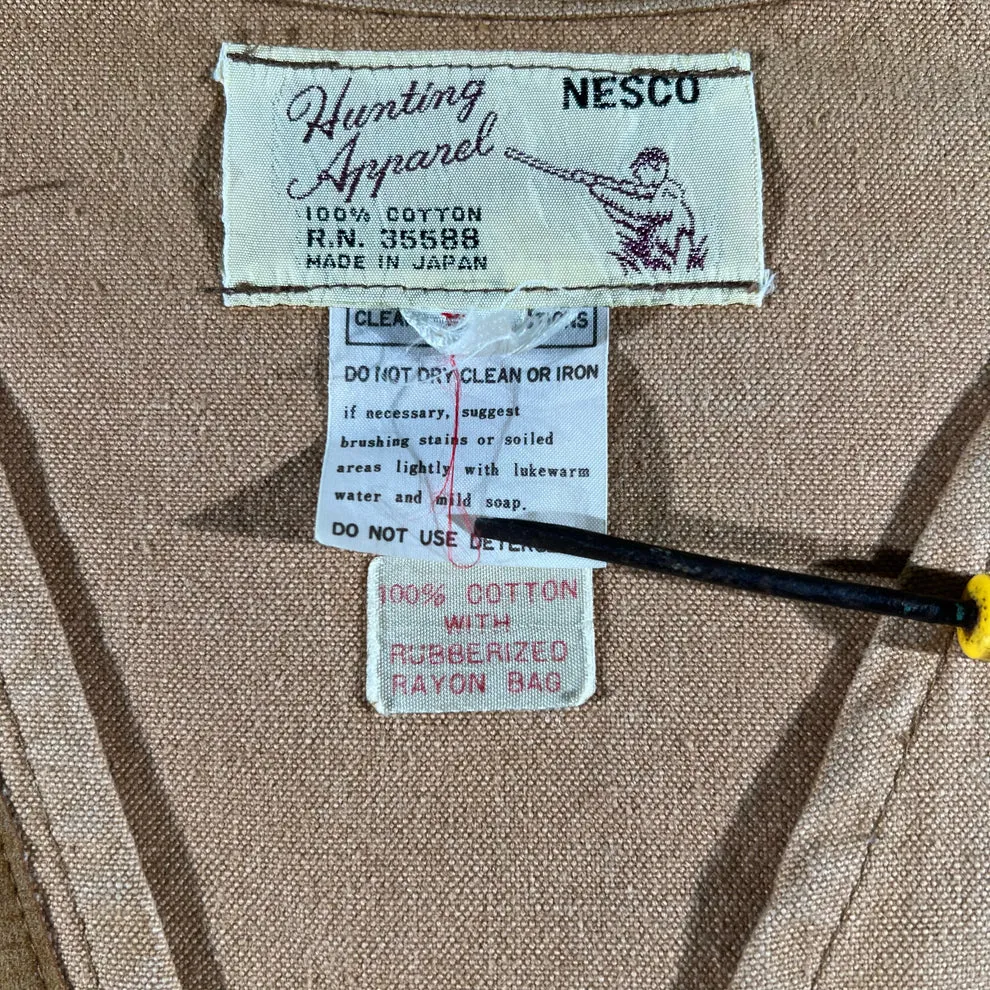 Hunting
Apparel
NESCO
100% COTTON
R.N. 35588
MADE IN JAPAN
DO NOT DRY CLEAN OR IRON
if necessary, suggest
brushing stains or soiled
areas lightly with lukewarm
water and mild soap.
DO NOT USE
100% COTTON
WITH
RUBBERIZED
RAYON BAG